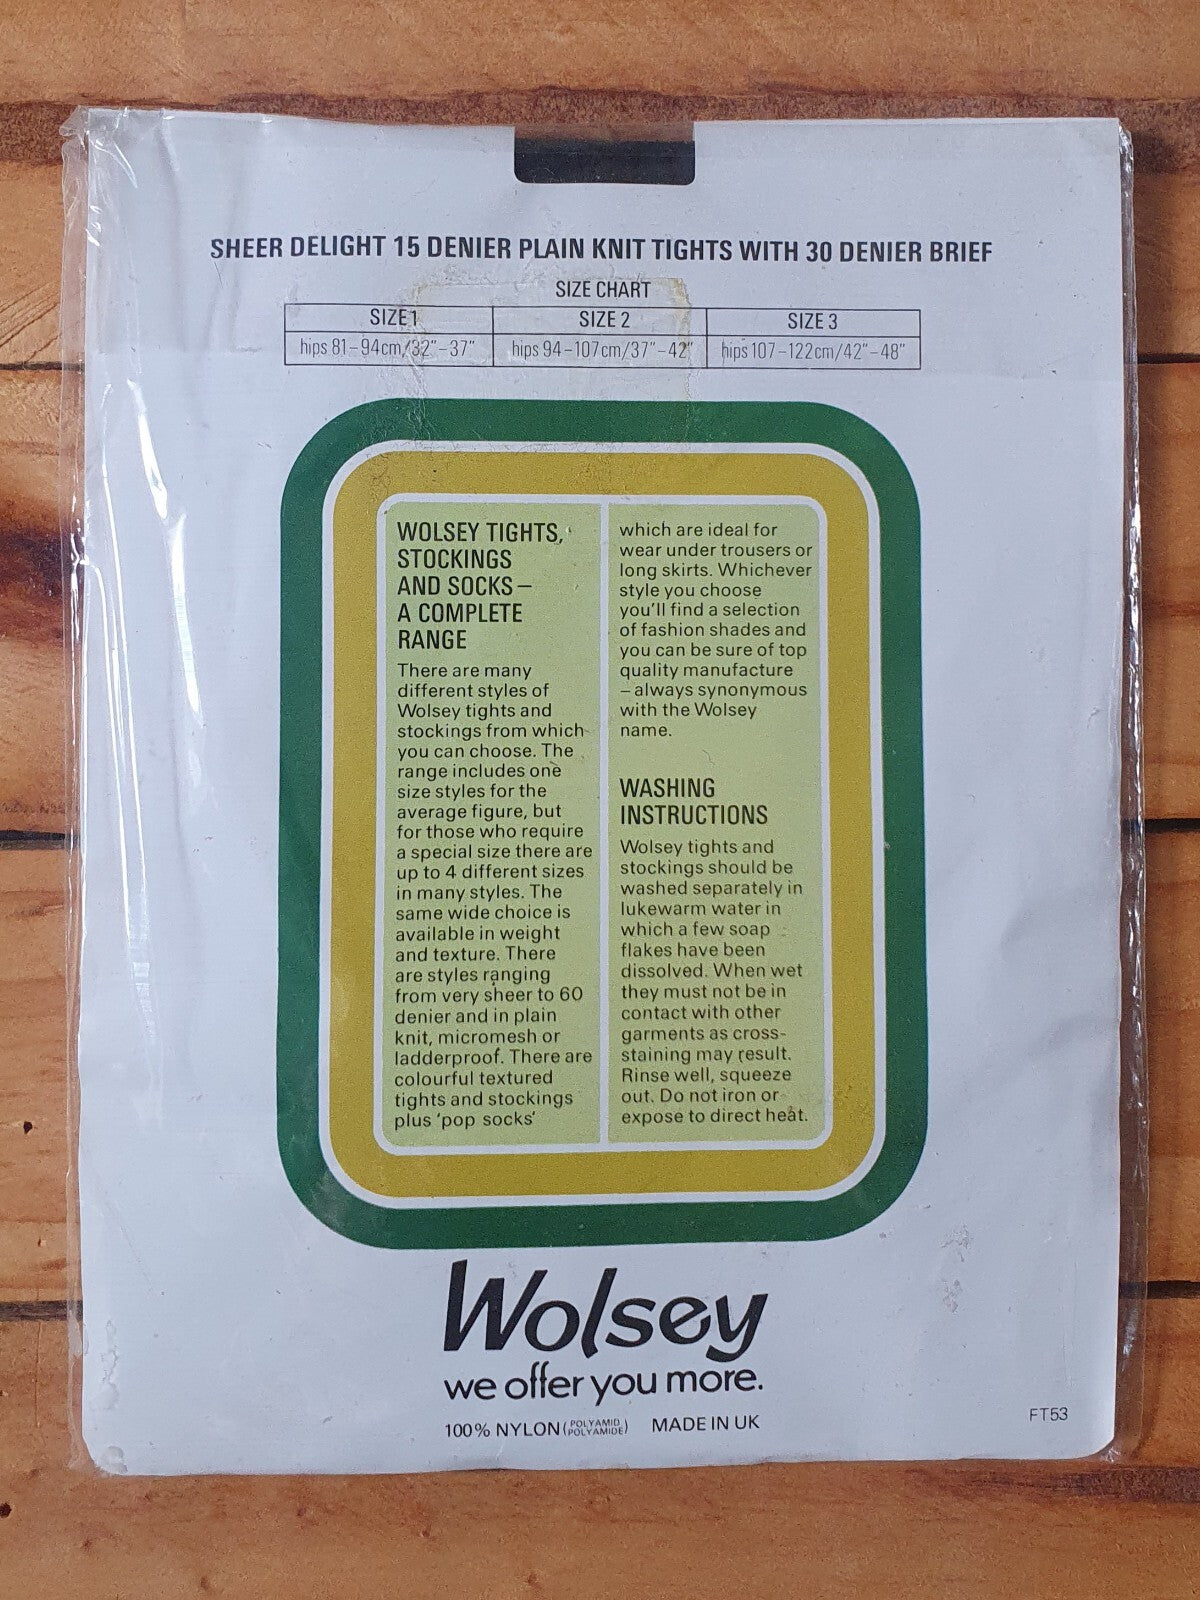 SHEER DELIGHT 15 DENIER PLAIN KNIT TIGHTS WITH 30 DENIER BRIEF
SIZE CHART
SIZE 1 SIZE 2 SIZE 3
hips 81-94cm/32"-37" hips 94-107cm/37"-42" hips 107-122cm/42"-48"
WOLSEY TIGHTS,
STOCKINGS
AND SOCKS –
A COMPLETE
RANGE
There are many
different styles of
Wolsey tights and
stockings from which
you can choose. The
range includes one
size styles for the
average figure, but
for those who require
a special size there are
up to 4 different sizes
in many styles. The
same wide choice is
available in weight
and texture. There
are styles ranging
from very sheer to 60
denier and in plain
knit, micromesh or
ladderproof. There are
colourful textured
tights and stockings
plus 'pop socks'
which are ideal for
wear under trousers or
long skirts. Whichever
style you choose
you'll find a selection
of fashion shades and
you can be sure of top
quality manufacture
– always synonymous
with the Wolsey
name.
WASHING
INSTRUCTIONS
Wolsey tights and
stockings should be
washed separately in
lukewarm water in
which a few soap
flakes have been
dissolved. When wet
they must not be in
contact with other
garments as cross-
staining may result.
Rinse well, squeeze
out. Do not iron or
expose to direct heat.
Wolsey
we offer you more.
100% NYLON (POLYAMID POLYAMIDE) MADE IN UK
FT53